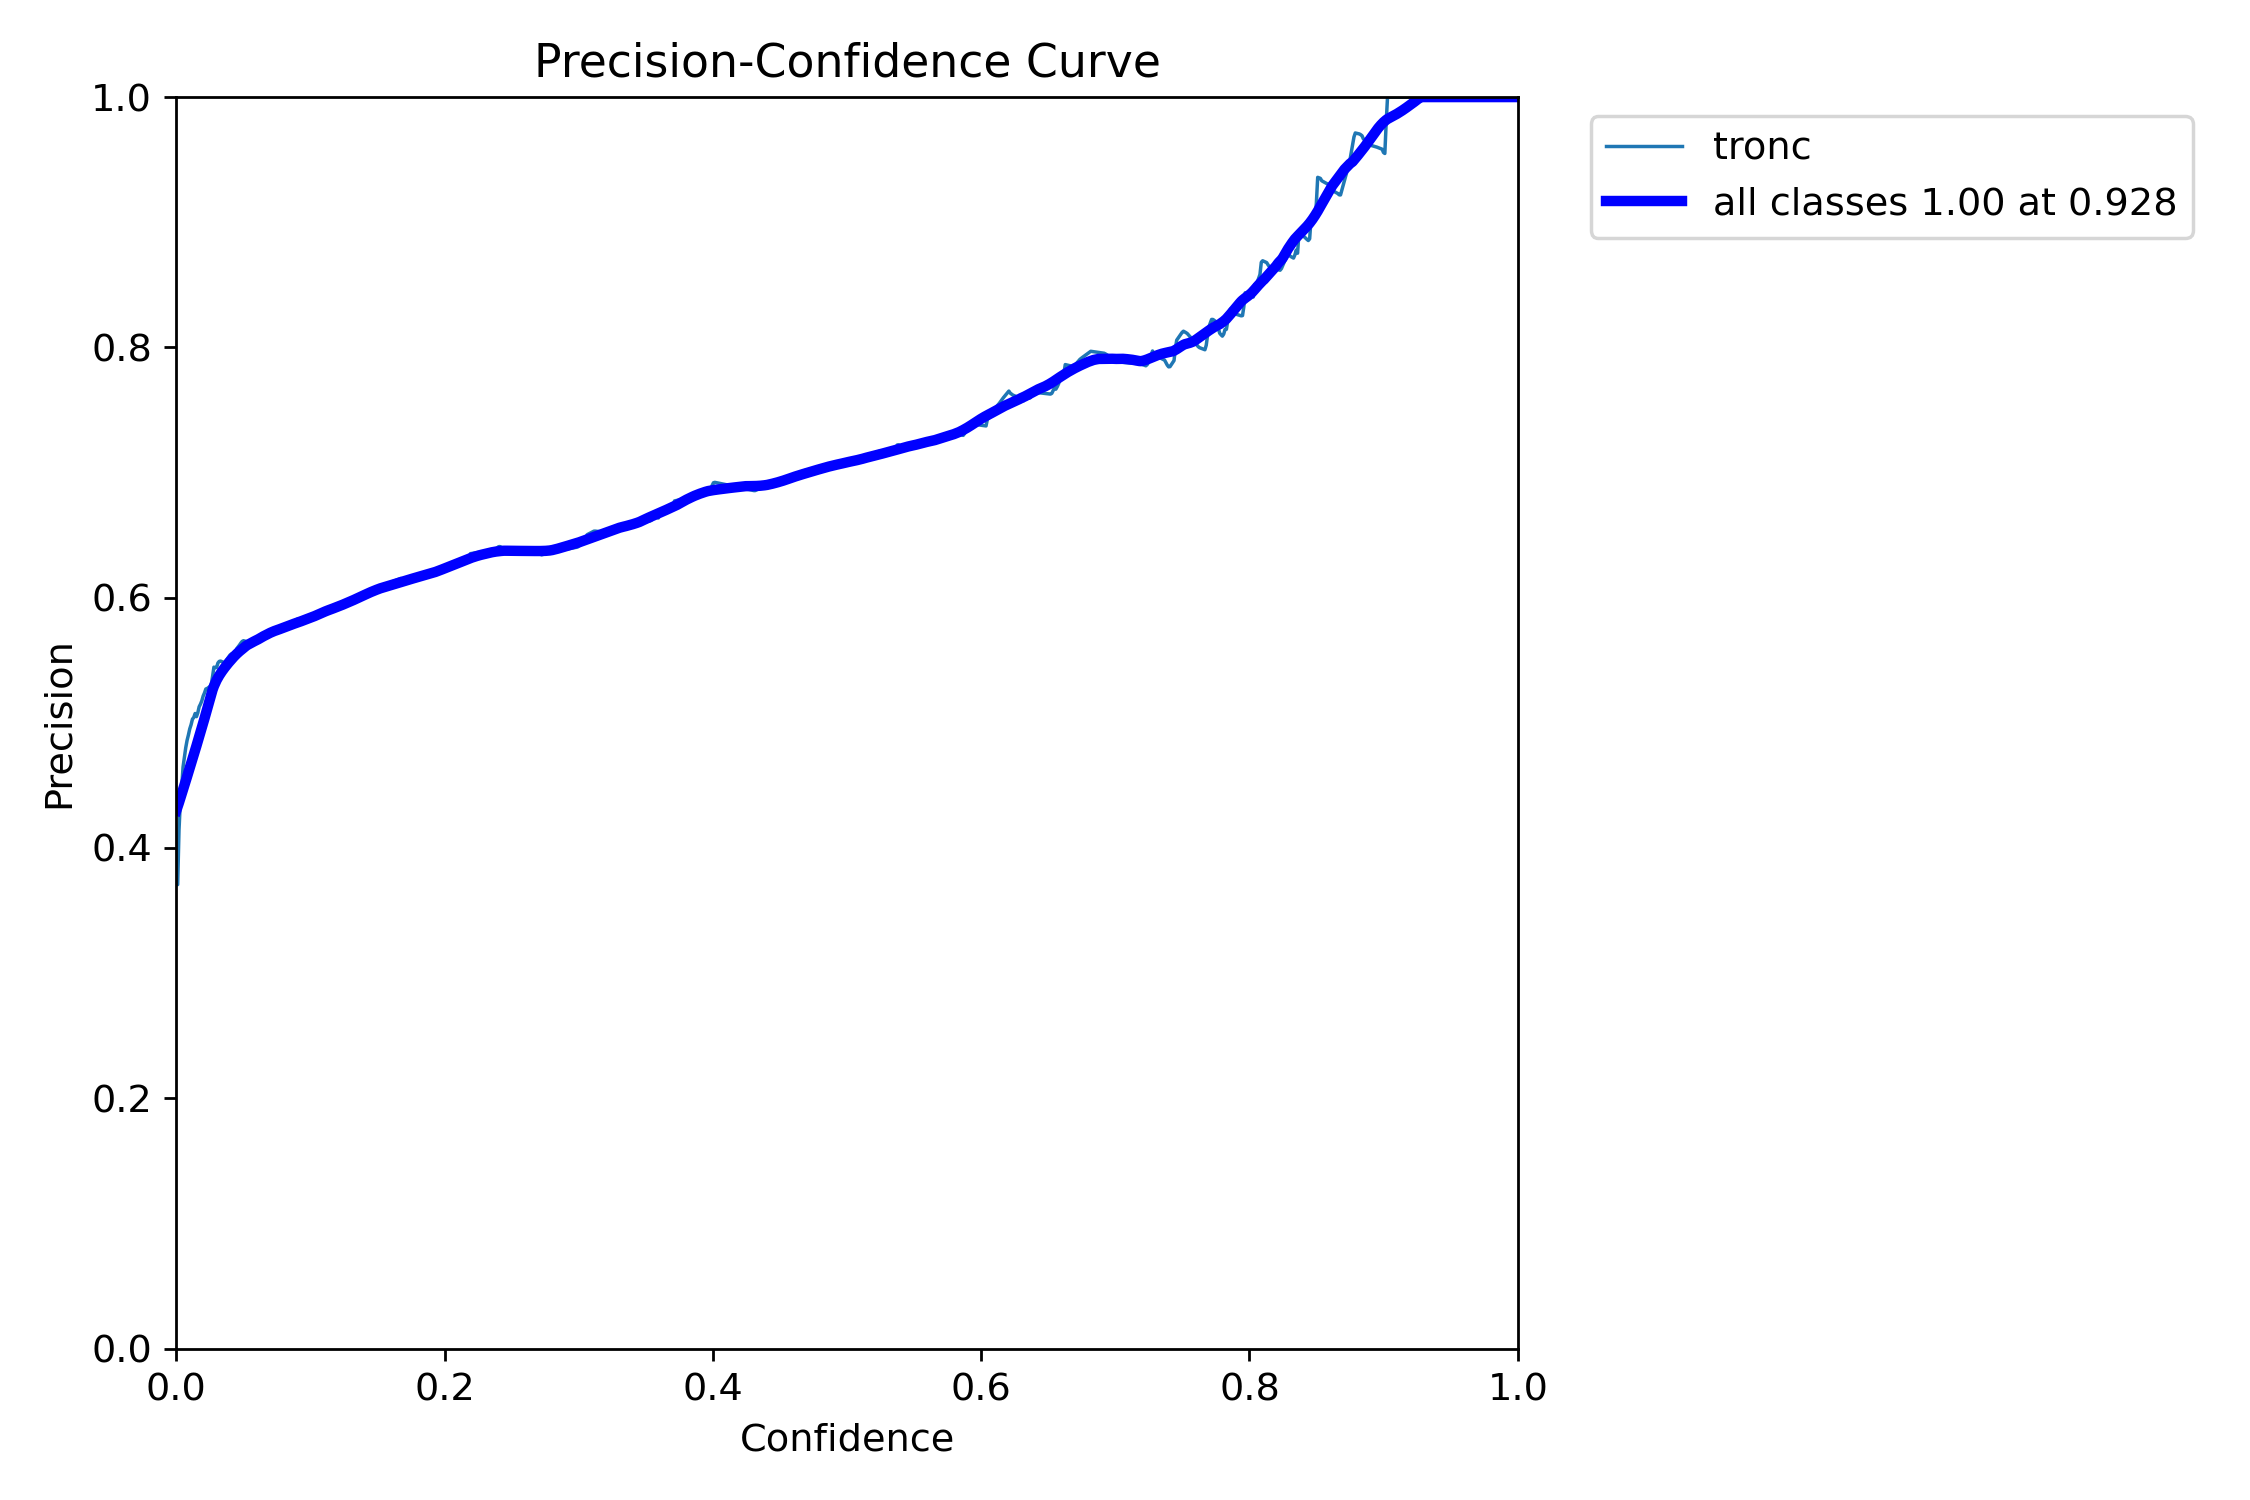 Precision-Confidence Curve
1.0
0.8
0.6
0.4
0.2
0.0
Precision
0.0 0.2 0.4 0.6 0.8 1.0
Confidence
tronc
all classes 1.00 at 0.928